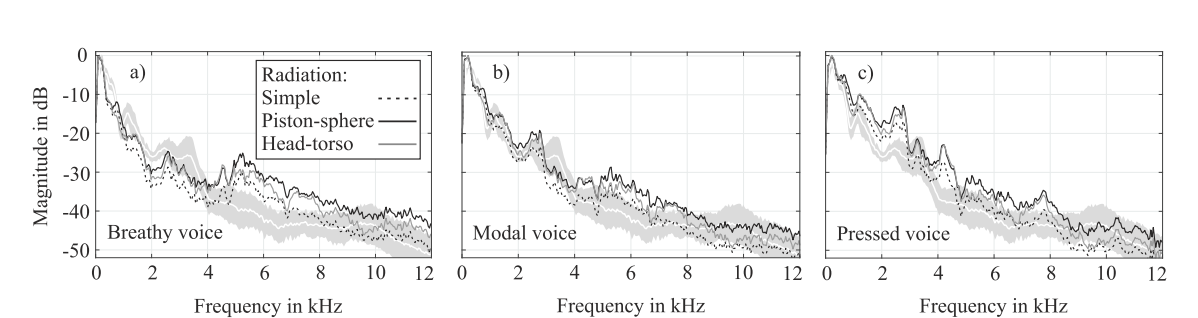 Magnitude in dB
0
-10
-20
-30
-40
-50
a)
Radiation:
Simple
Piston-sphere
Head-torso
Breathy voice
0 2 4 6 8 10 12
Frequency in kHz
b)
Modal voice
0 2 4 6 8 10 12
Frequency in kHz
c)
Pressed voice
0 2 4 6 8 10 12
Frequency in kHz